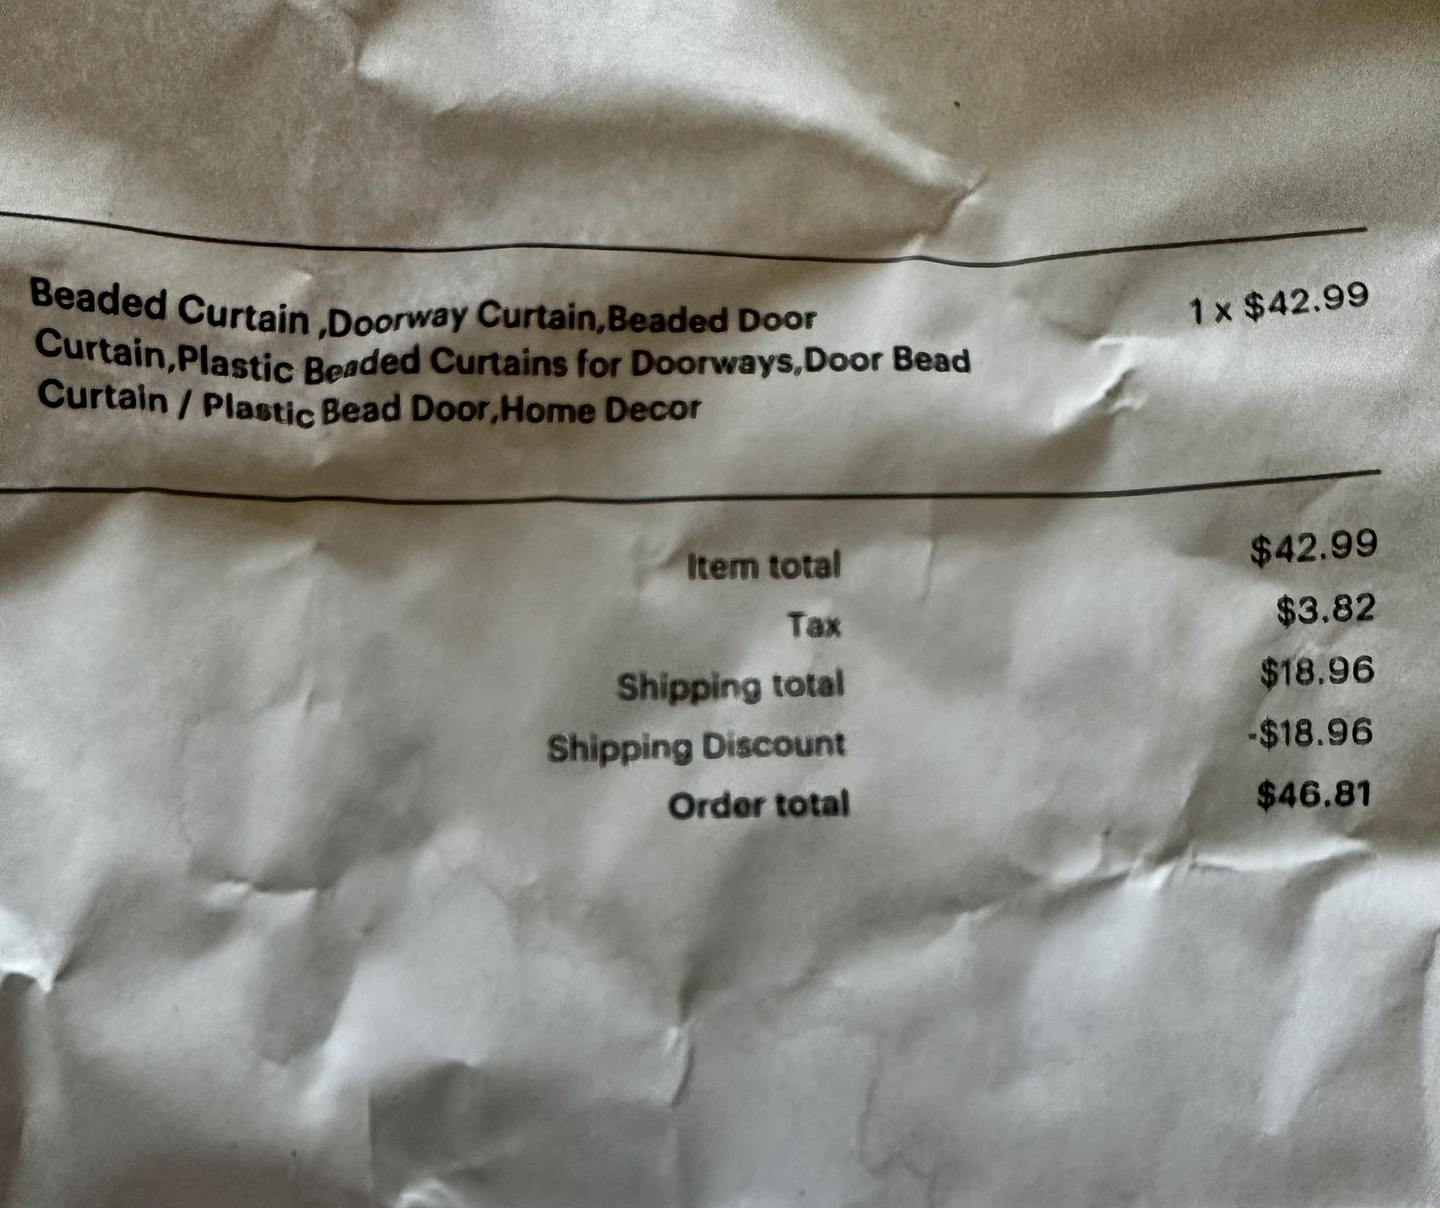 Beaded Curtain ,Doorway Curtain,Beaded Door 1 x $42.99
Curtain,Plastic Beaded Curtains for Doorways,Door Bead
Curtain / Plastic Bead Door,Home Decor
Item total $42.99
Tax $3.82
Shipping total $18.96
Shipping Discount -$18.96
Order total $46.81